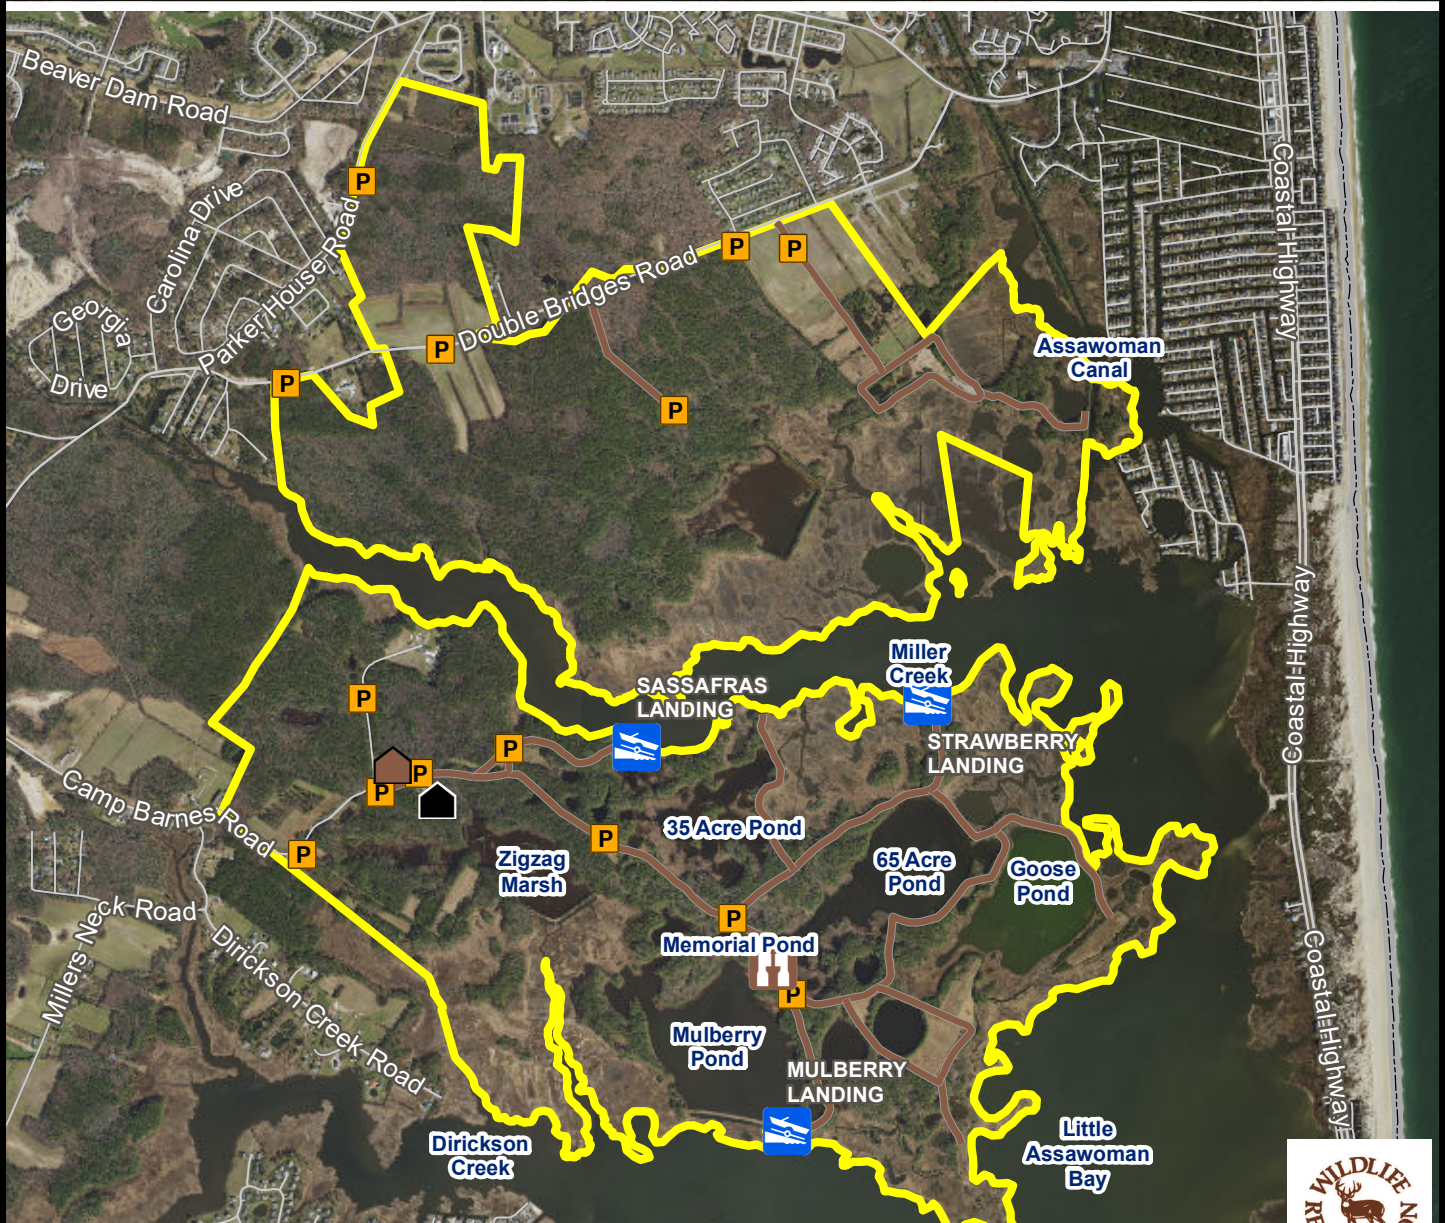 Beaver Dam Road
Carolina Drive
Georgia
Drive
Parker House Road
P
P
P
Double Bridges Road
P
P
P
Coastal Highway
Coastal Highway
Assawoman
Canal
Coastal Highway
Miller
Creek
SASSAFRAS
LANDING
STRAWBERRY
LANDING
P
P
P
P
P
P
Camp Barnes Road
35 Acre Pond
Zigzag
Marsh
65 Acre
Pond
Goose
Pond
P
Memorial Pond
P
Millers Neck Road
Dirickson Creek Road
Mulberry
Pond
MULBERRY
LANDING
Dirickson
Creek
Little
Assawoman
Bay
Coastal Highway
WILDLIFE